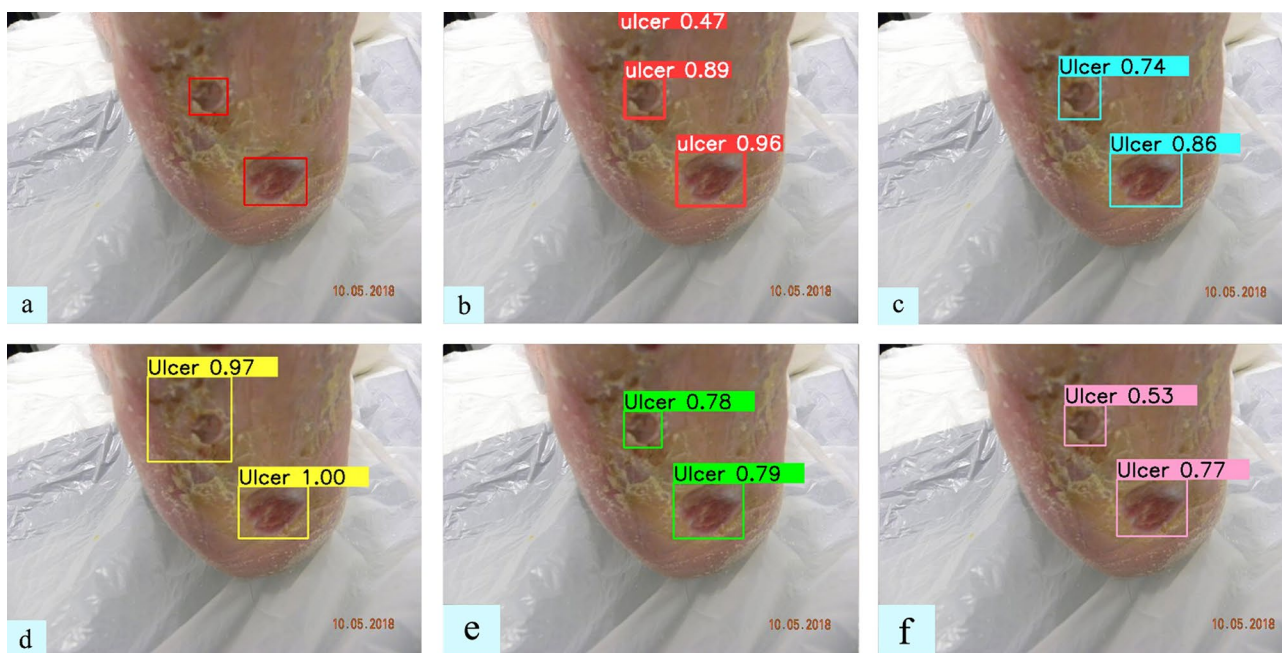 a
10.05.2018
ulcer 0.47
ulcer 0.89
ulcer 0.96
b
10.05.2018
Ulcer 0.74
Ulcer 0.86
c
10.05.2018
Ulcer 0.97
Ulcer 1.00
d
10.05.2018
Ulcer 0.78
Ulcer 0.79
e
10.05.2018
Ulcer 0.53
Ulcer 0.77
f
10.05.2018